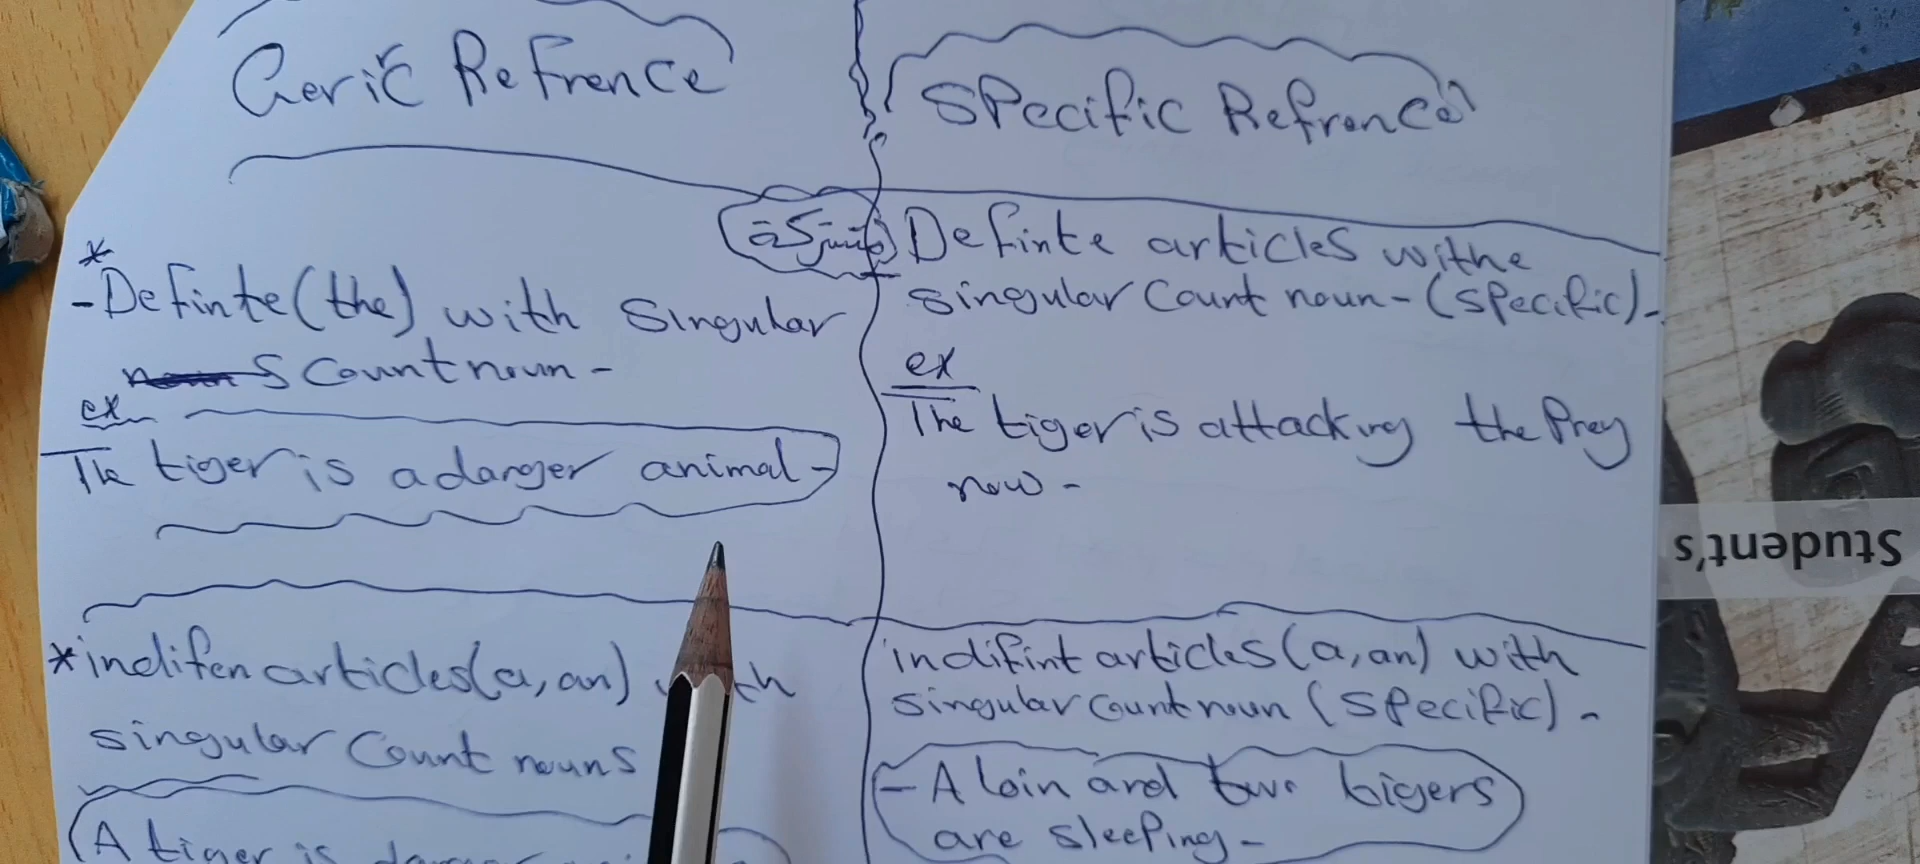 Geric Refrence
* 
-Definte (the) with Singular
s count noun -
ex
The tiger is a danger animal -
*indifen articles (a, an) with
singular Count nouns
A tiger is
Specific Refrence
Definte articles withe
singular Count noun - (specific) -
ex
The tiger is attacking the Prey
now -
indifint articles (a, an) with
singular count noun (specific) -
- A loin and two tigers
are sleeping -
Student's